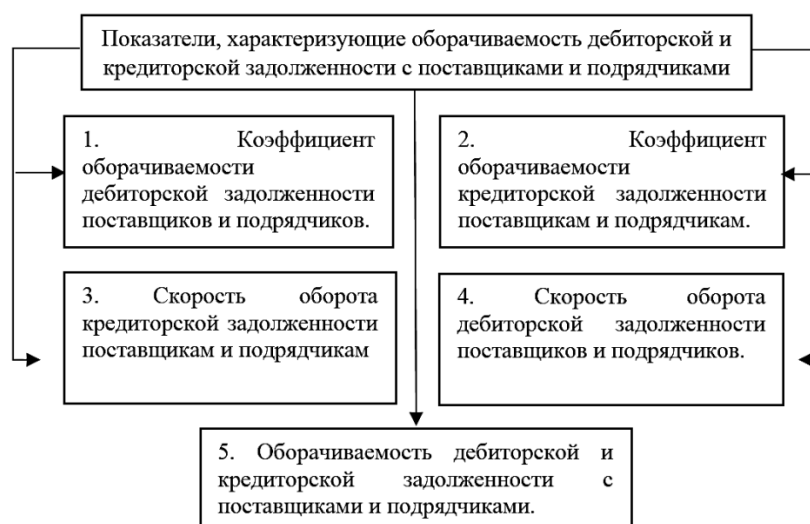 Показатели, характеризующие оборачиваемость дебиторской и
кредиторской задолженности с поставщиками и подрядчиками
1. Коэффициент
оборачиваемости
дебиторской задолженности
поставщиков и подрядчиков.
2. Коэффициент
оборачиваемости
кредиторской задолженности
поставщикам и подрядчикам.
3. Скорость оборота
кредиторской задолженности
поставщикам и подрядчикам
4. Скорость оборота
дебиторской задолженности
поставщиков и подрядчиков.
5. Оборачиваемость дебиторской и
кредиторской задолженности с
поставщиками и подрядчиками.